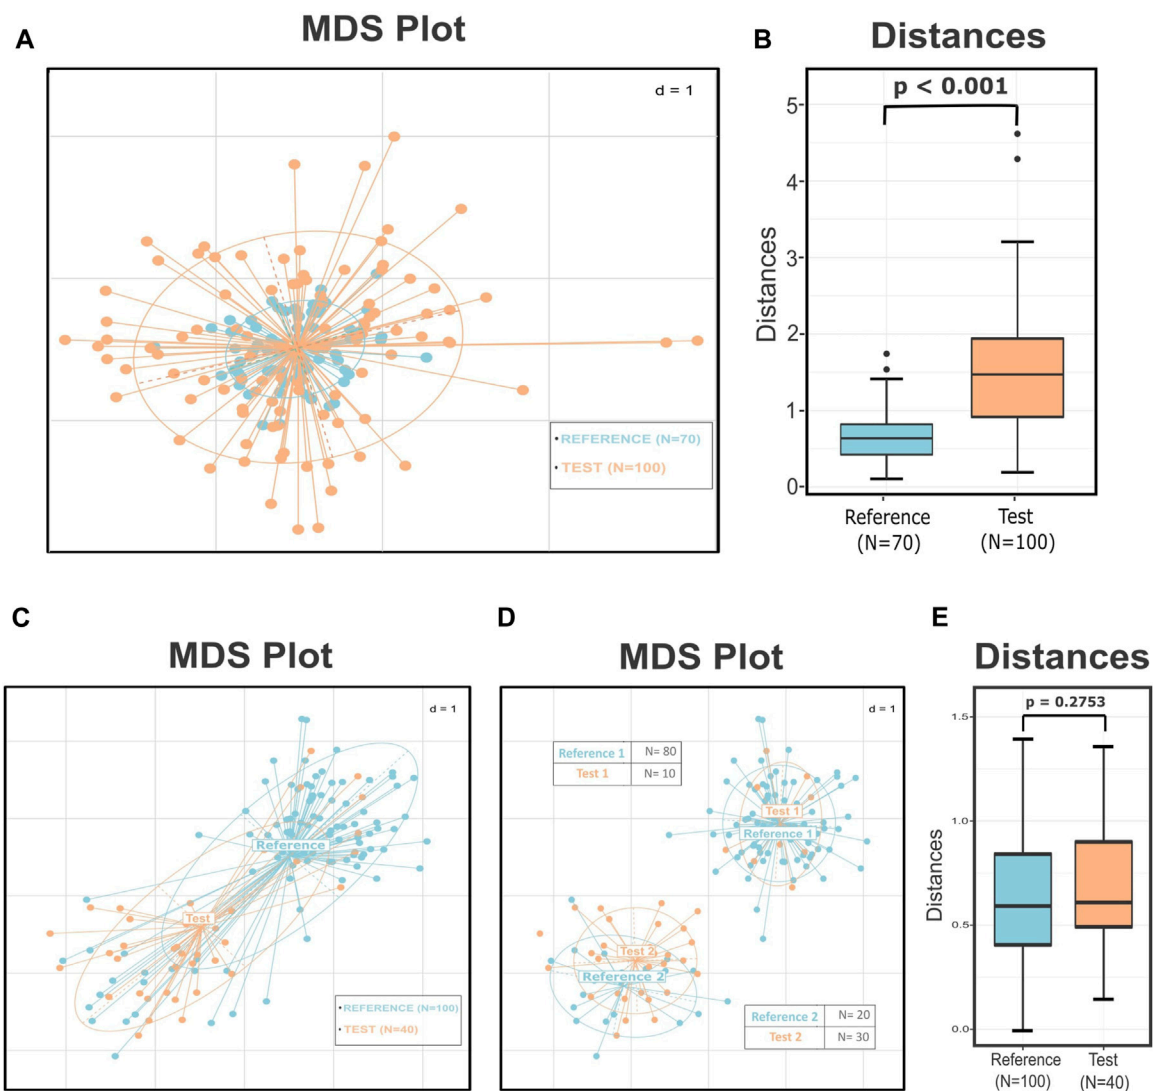 A
MDS Plot
d = 1
• REFERENCE (N=70)
• TEST (N=100)
B
Distances
p < 0.001
Distances
5
4
3
2
1
0
Reference
(N=70)
Test
(N=100)
C
MDS Plot
d = 1
Reference
Test
• REFERENCE (N=100)
• TEST (N=40)
D
MDS Plot
d = 1
Reference 1 N= 80
Test 1 N= 10
Test 1
Reference 1
Test 2
Reference 2
Reference 2 N= 20
Test 2 N= 30
E
Distances
p = 0.2753
Distances
1.5
1.0
0.5
0.0
Reference
(N=100)
Test
(N=40)